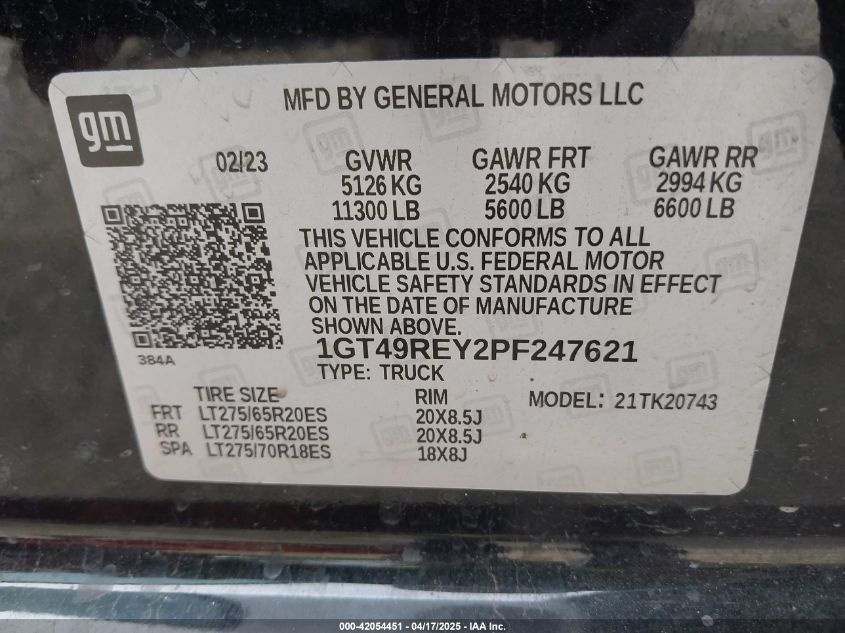 gm
MFD BY GENERAL MOTORS LLC
02/23 GVWR GAWR FRT GAWR RR
5126 KG 2540 KG 2994 KG
11300 LB 5600 LB 6600 LB
THIS VEHICLE CONFORMS TO ALL
APPLICABLE U.S. FEDERAL MOTOR
VEHICLE SAFETY STANDARDS IN EFFECT
ON THE DATE OF MANUFACTURE
SHOWN ABOVE.
384A
1GT49REY2PF247621
TYPE: TRUCK
TIRE SIZE RIM MODEL: 21TK20743
FRT LT275/65R20ES 20X8.5J
RR LT275/65R20ES 20X8.5J
SPA LT275/70R18ES 18X8J
000-42054451 - 04/17/2025 - IAA Inc.